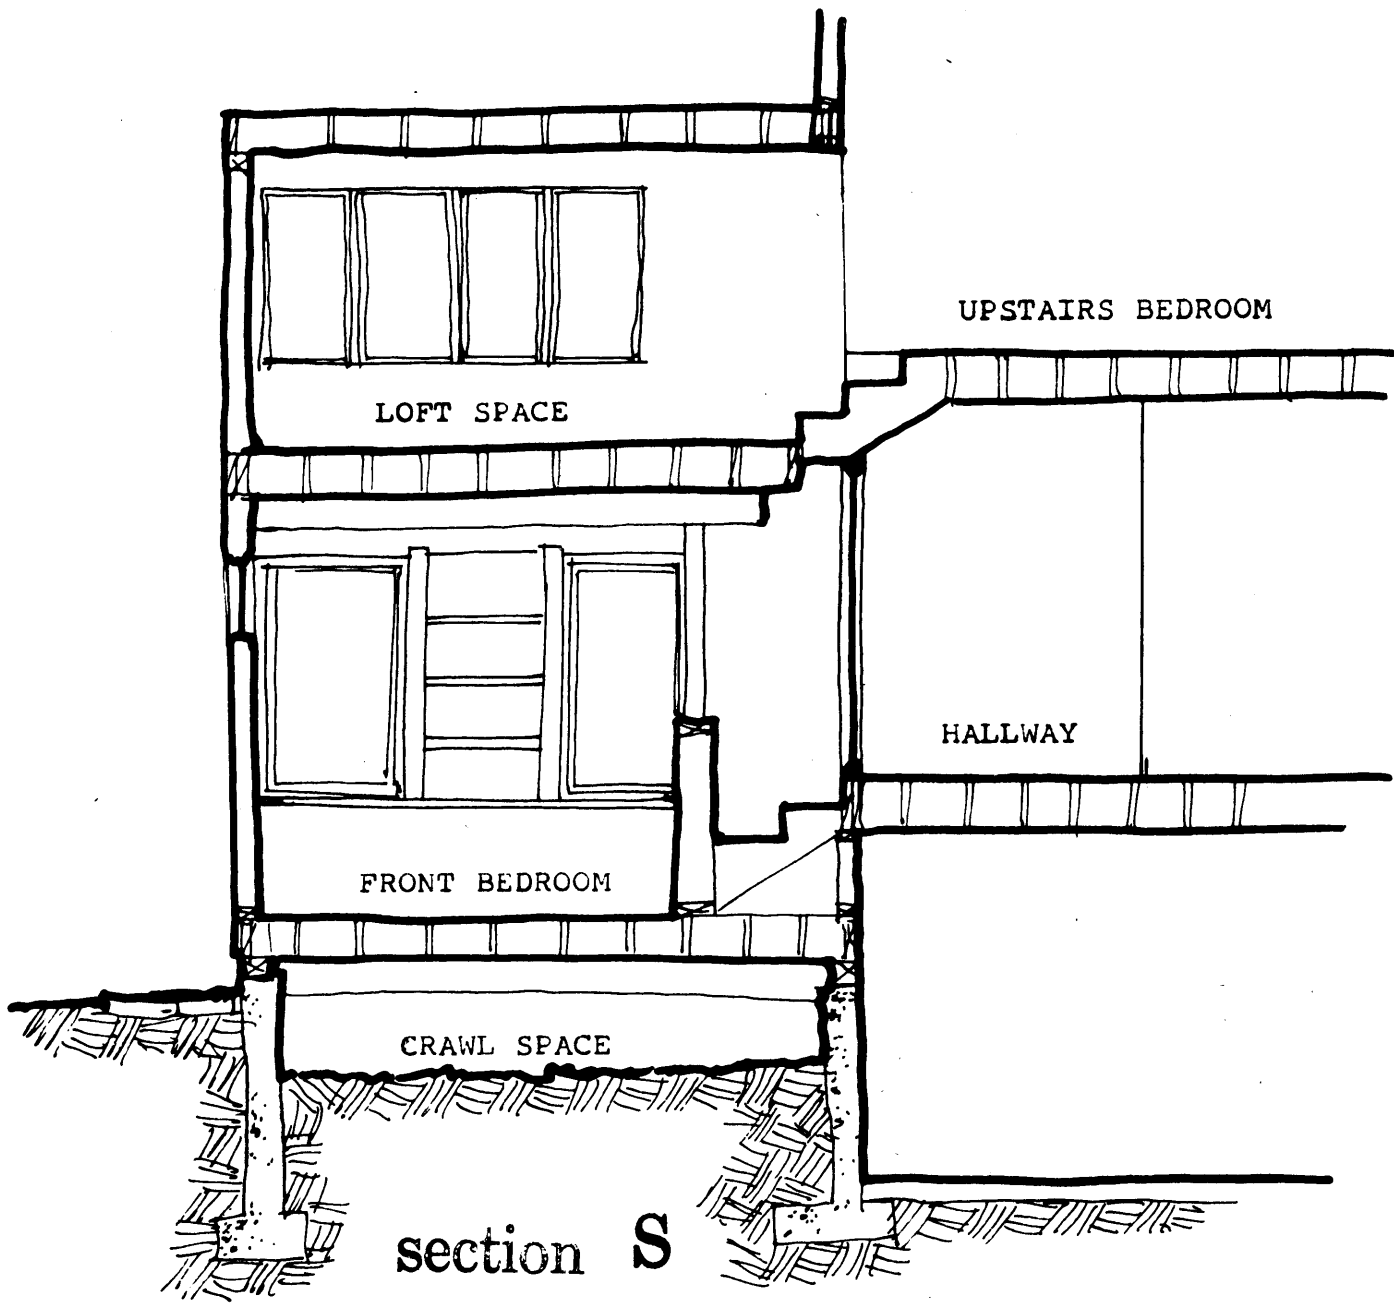 UPSTAIRS BEDROOM
LOFT SPACE
HALLWAY
FRONT BEDROOM
CRAWL SPACE
section S